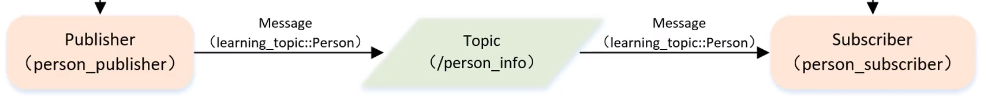 Publisher
（person_publisher）
Message
（learning_topic::Person）
Topic
（/person_info）
Message
（learning_topic::Person）
Subscriber
（person_subscriber）